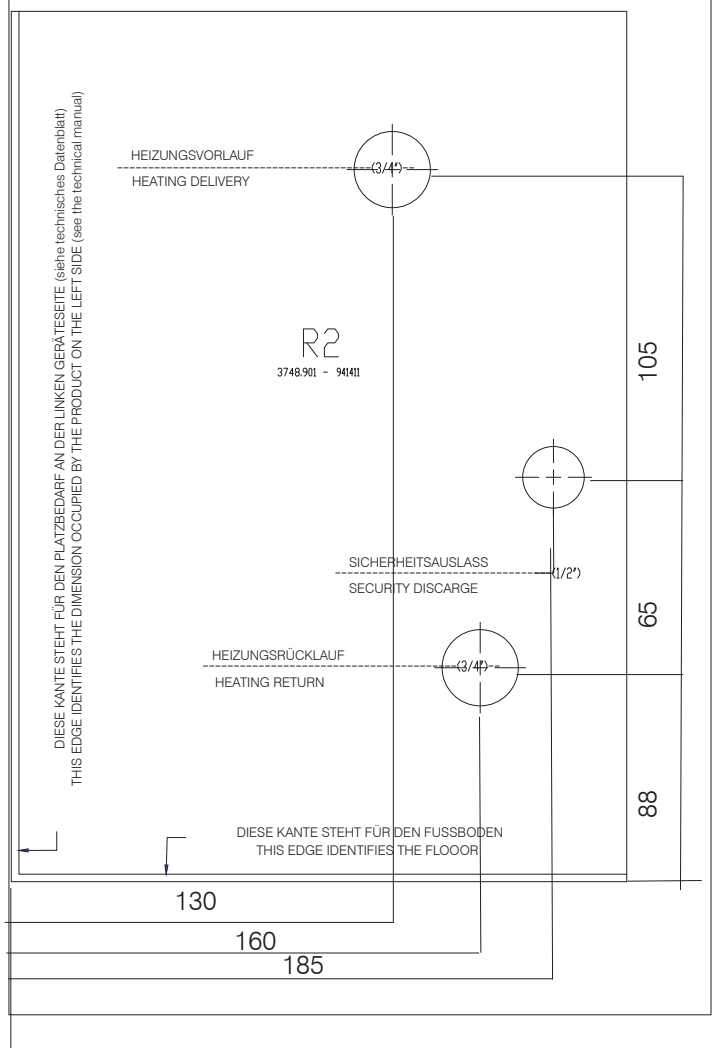 DIESE KANTE STEHT FÜR DEN PLATZBEDARF AN DER LINKEN GERÄTESEITE (siehe technisches Datenblatt)
THIS EDGE IDENTIFIES THE DIMENSION OCCUPIED BY THE PRODUCT ON THE LEFT SIDE (see the technical manual)
HEIZUNGSVORLAUF
(3/4")
HEATING DELIVERY
R2
3748.901 - 941411
105
SICHERHEITSAUSLASS
(1/2")
SECURITY DISCARGE
65
HEIZUNGSRÜCKLAUF
(3/4")
HEATING RETURN
88
DIESE KANTE STEHT FÜR DEN FUSSBODEN
THIS EDGE IDENTIFIES THE FLOOOR
130
160
185